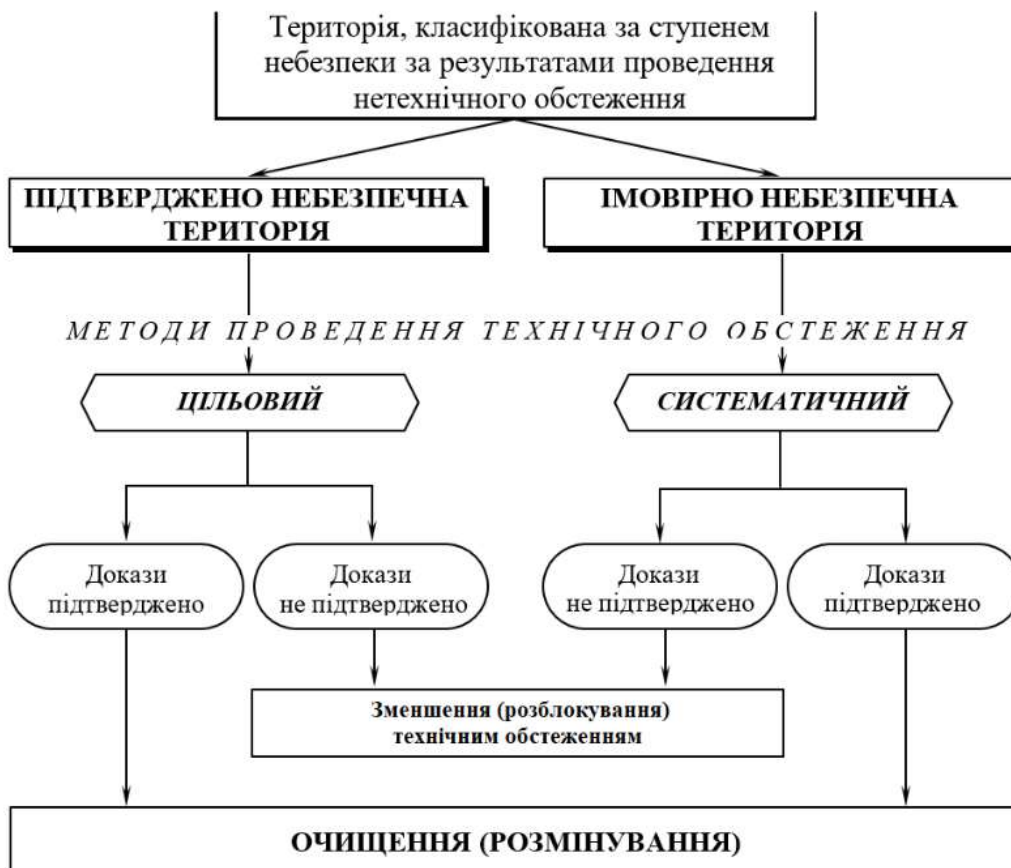 Територія, класифікована за ступенем
небезпеки за результатами проведення
нетехнічного обстеження
ПІДТВЕРДЖЕНО НЕБЕЗПЕЧНА
ТЕРИТОРІЯ
ІМОВІРНО НЕБЕЗПЕЧНА
ТЕРИТОРІЯ
МЕТОДИ ПРОВЕДЕННЯ ТЕХНІЧНОГО ОБСТЕЖЕННЯ
ЦІЛЬОВИЙ
СИСТЕМАТИЧНИЙ
Докази
підтверджено
Докази
не підтверджено
Докази
не підтверджено
Докази
підтверджено
Зменшення (розблокування)
технічним обстеженням
ОЧИЩЕННЯ (РОЗМІНУВАННЯ)